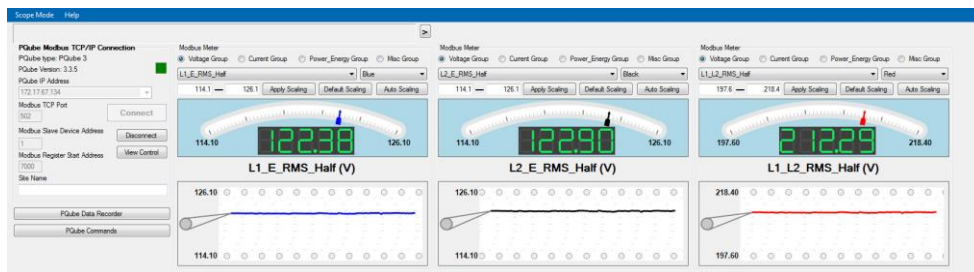 Scope Mode Help
>
PQube Modbus TCP/IP Connection
PQube type: PQube 3
PQube Version: 3.3.5
PQube IP Address
172.17.67.134
Modbus TCP Port
502
Connect
Modbus Slave Device Address
1
Disconnect
Modbus Register Start Address
View Control
7000
Site Name
PQube Data Recorder
PQube Commands
Modbus Meter
Voltage Group Current Group Power_Energy Group Misc Group
L1_E_RMS_Half Blue
114.1 — 126.1 Apply Scaling Default Scaling Auto Scaling
114.10 122.38 126.10
L1_E_RMS_Half (V)
126.10
114.10
Modbus Meter
Voltage Group Current Group Power_Energy Group Misc Group
L2_E_RMS_Half Black
114.1 — 126.1 Apply Scaling Default Scaling Auto Scaling
114.10 122.90 126.10
L2_E_RMS_Half (V)
126.10
114.10
Modbus Meter
Voltage Group Current Group Power_Energy Group Misc Group
L1_L2_RMS_Half Red
197.6 — 218.4 Apply Scaling Default Scaling Auto Scaling
197.60 212.29 218.40
L1_L2_RMS_Half (V)
218.40
197.60